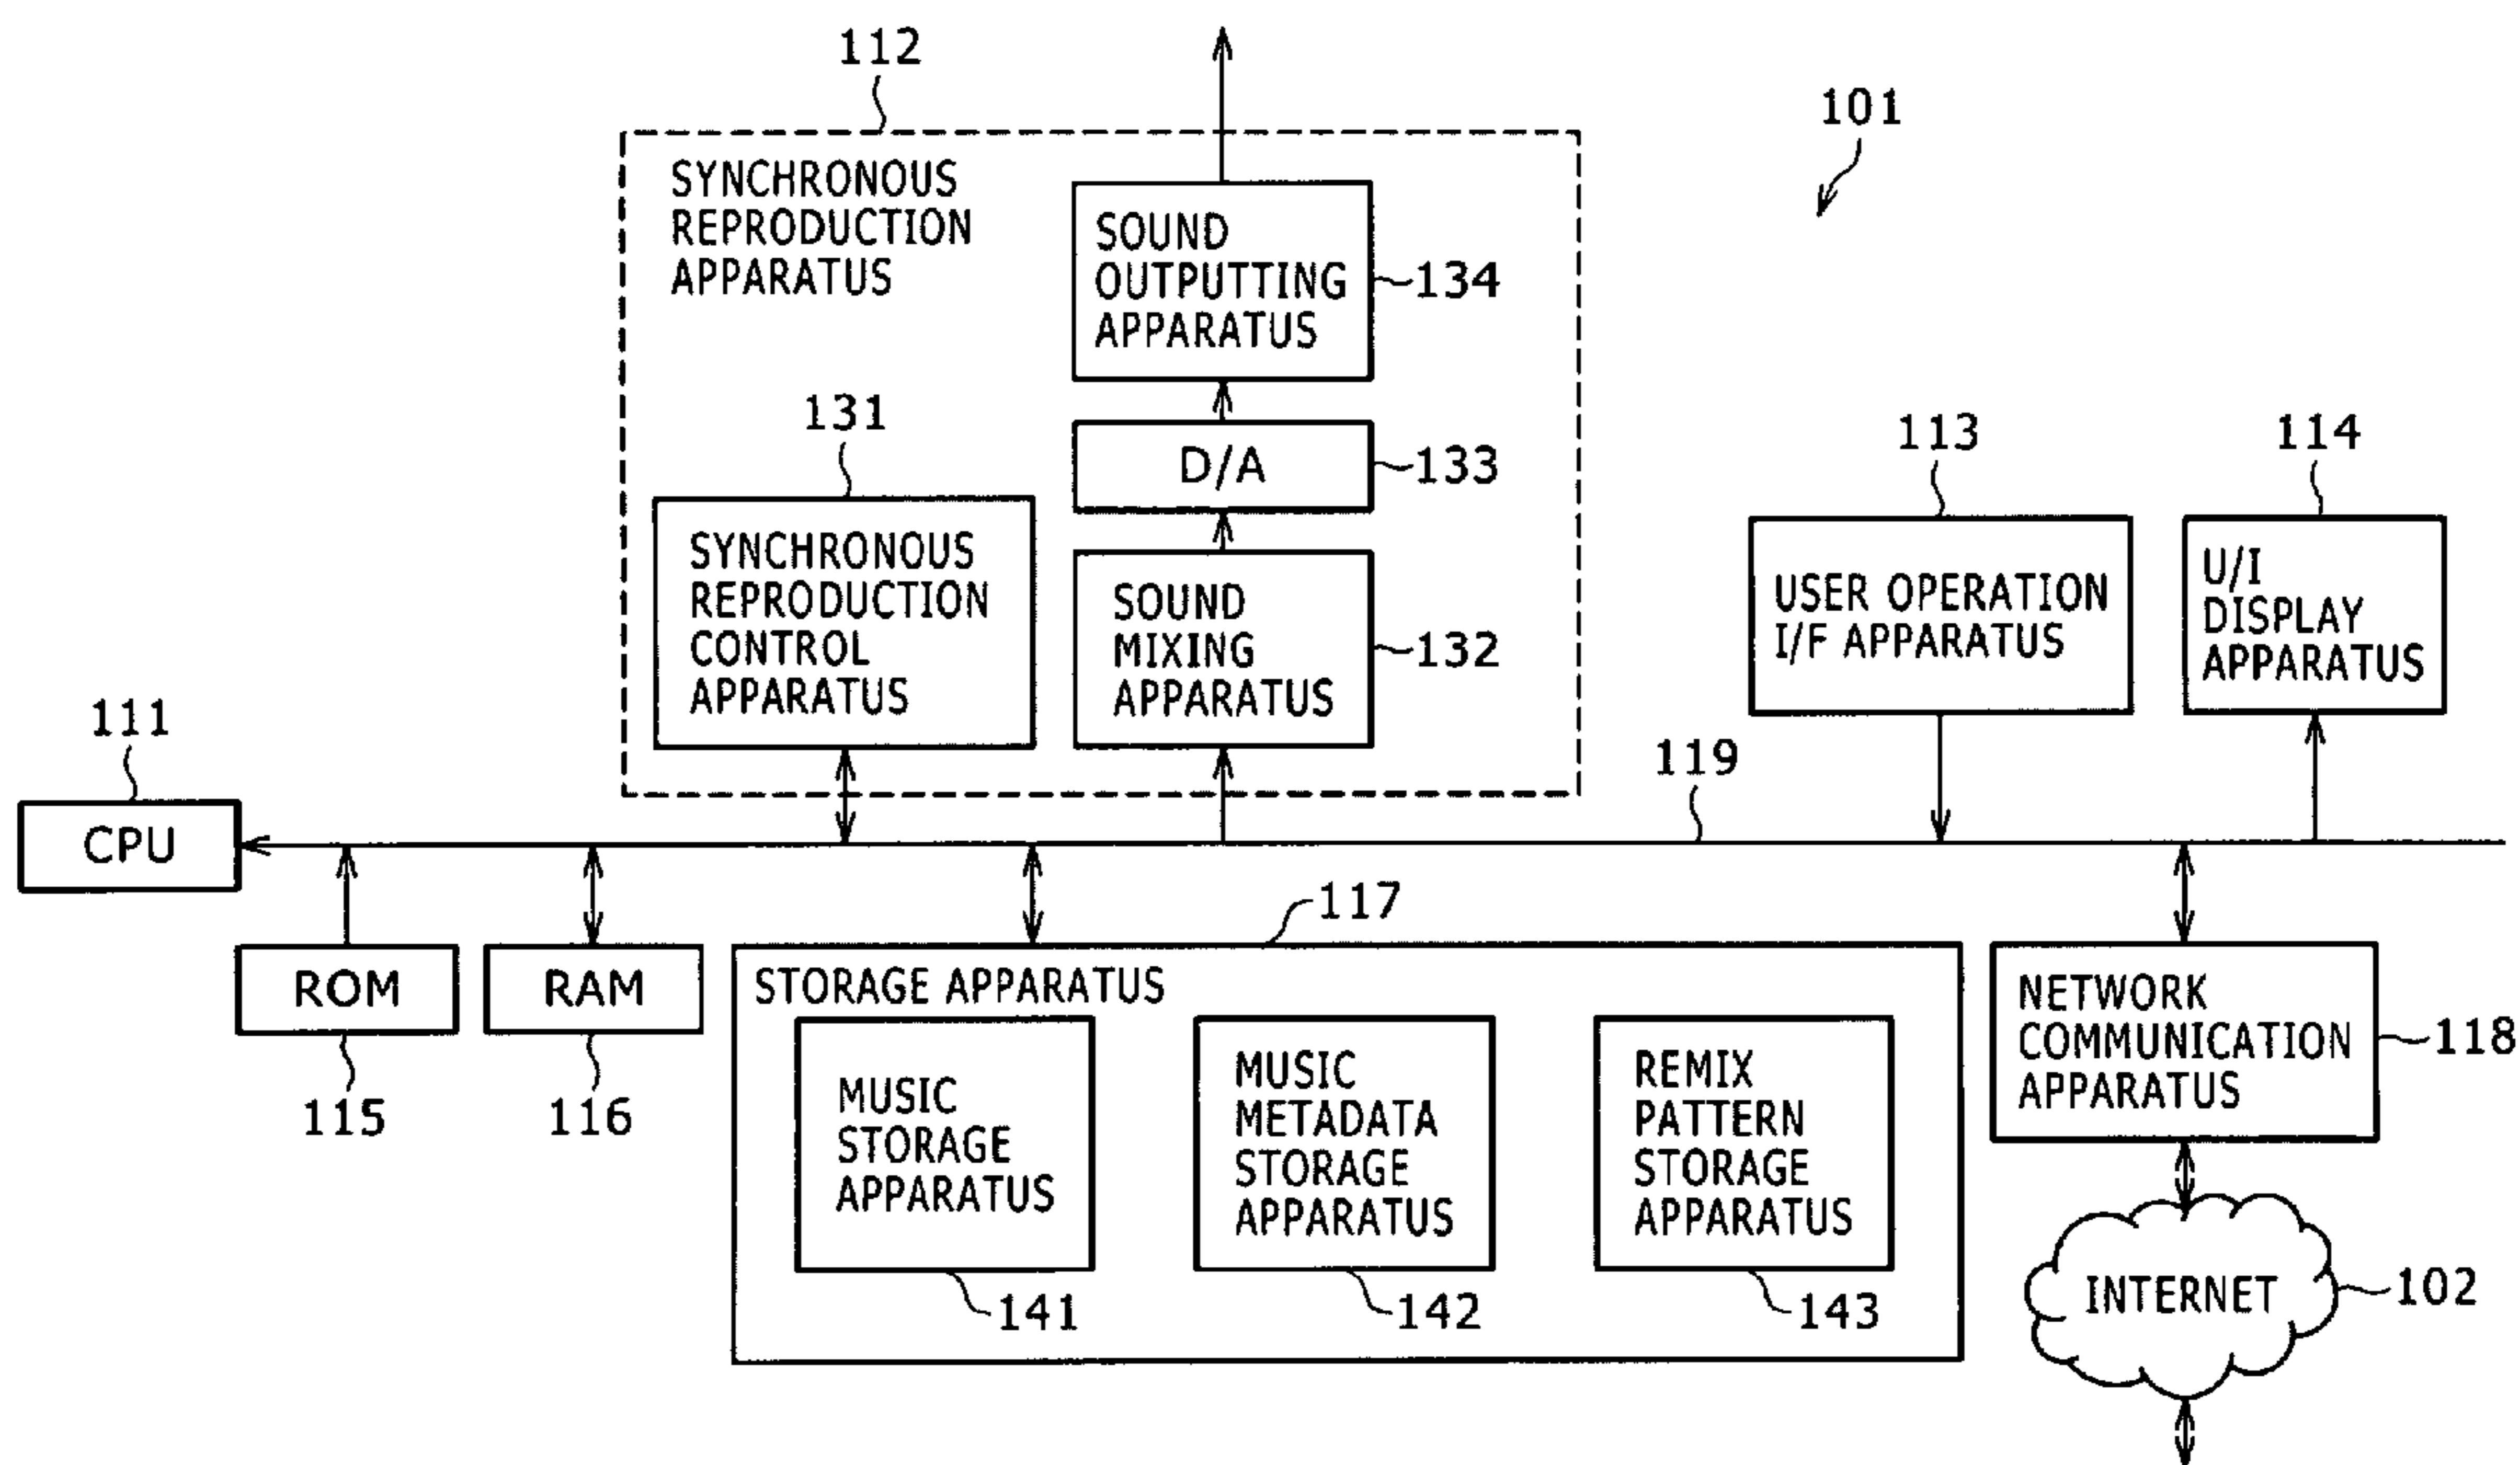 112
101
SYNCHRONOUS
REPRODUCTION
APPARATUS
SOUND
OUTPUTTING
APPARATUS
134
131
D/A
133
113
114
SYNCHRONOUS
REPRODUCTION
CONTROL
APPARATUS
SOUND
MIXING
APPARATUS
132
USER OPERATION
I/F APPARATUS
U/I
DISPLAY
APPARATUS
111
119
CPU
117
ROM
RAM
STORAGE APPARATUS
NETWORK
COMMUNICATION
APPARATUS
118
115
116
MUSIC
STORAGE
APPARATUS
MUSIC
METADATA
STORAGE
APPARATUS
REMIX
PATTERN
STORAGE
APPARATUS
141
142
143
INTERNET
102